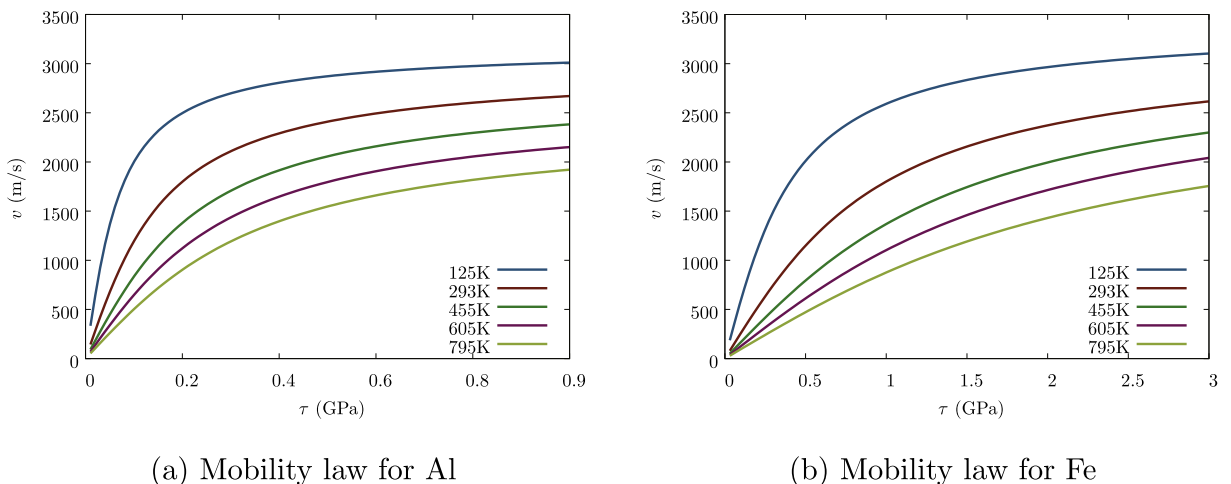 3500
3000
2500
2000
1500
1000
500
0
v (m/s)
125K
293K
455K
605K
795K
0 0.2 0.4 0.6 0.8 0.9
τ (GPa)
(a) Mobility law for Al
3500
3000
2500
2000
1500
1000
500
0
v (m/s)
125K
293K
455K
605K
795K
0 0.5 1 1.5 2 2.5 3
τ (GPa)
(b) Mobility law for Fe